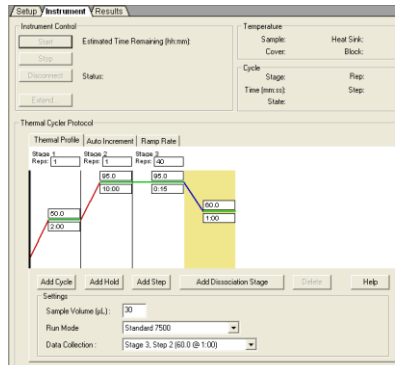 Setup Instrument Results
Instrument Control
Start
Estimated Time Remaining (hh:mm):
Stop
Disconnect
Status:
Extend...
Temperature
Sample: Heat Sink:
Cover: Block:
Cycle
Stage: Rep:
Time (mm:ss): Step:
State:
Thermal Cycler Protocol
Thermal Profile Auto Increment Ramp Rate
Stage 1 Stage 2 Stage 3
Reps: 1 Reps: 1 Reps: 40
95.0 95.0
10:00 0:15
50.0 60.0
2:00 1:00
Add Cycle Add Hold Add Step Add Dissociation Stage Delete Help
Settings
Sample Volume (µL): 30
Run Mode Standard 7500
Data Collection: Stage 3, Step 2 (60.0 @ 1:00)